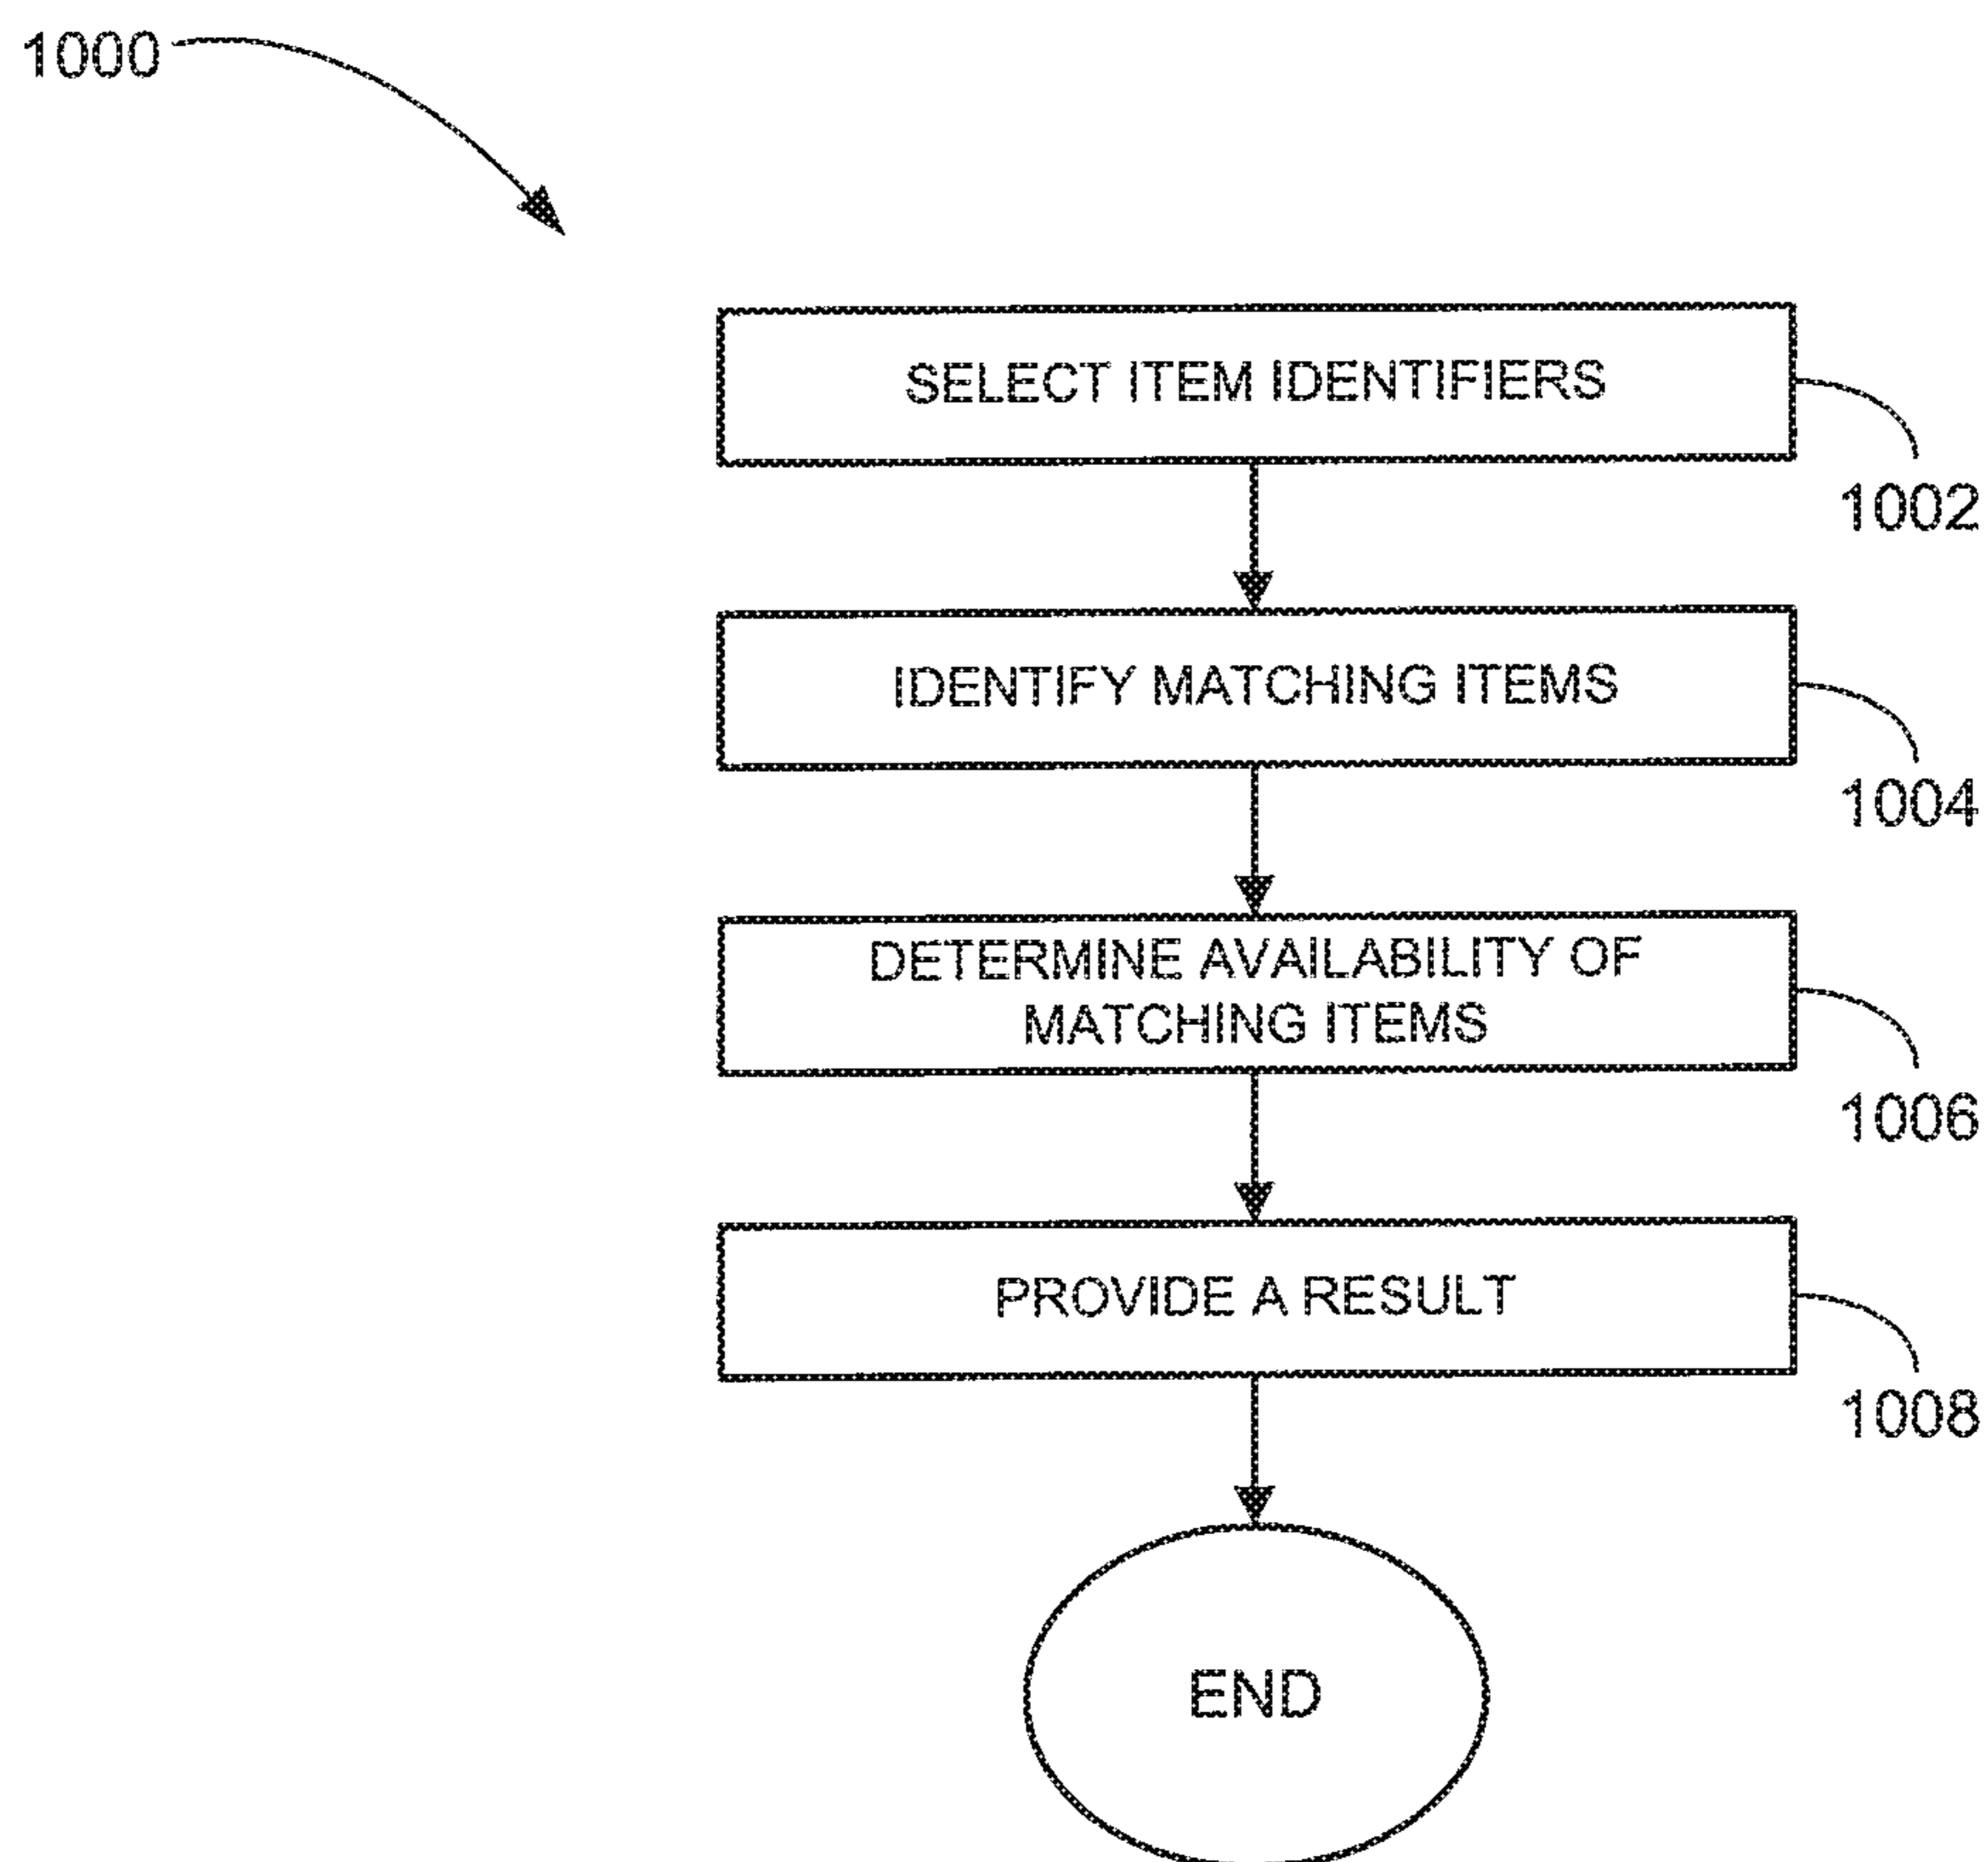 1000
SELECT ITEM IDENTIFIERS
1002
IDENTIFY MATCHING ITEMS
1004
DETERMINE AVAILABILITY OF
MATCHING ITEMS
1006
PROVIDE A RESULT
1008
END